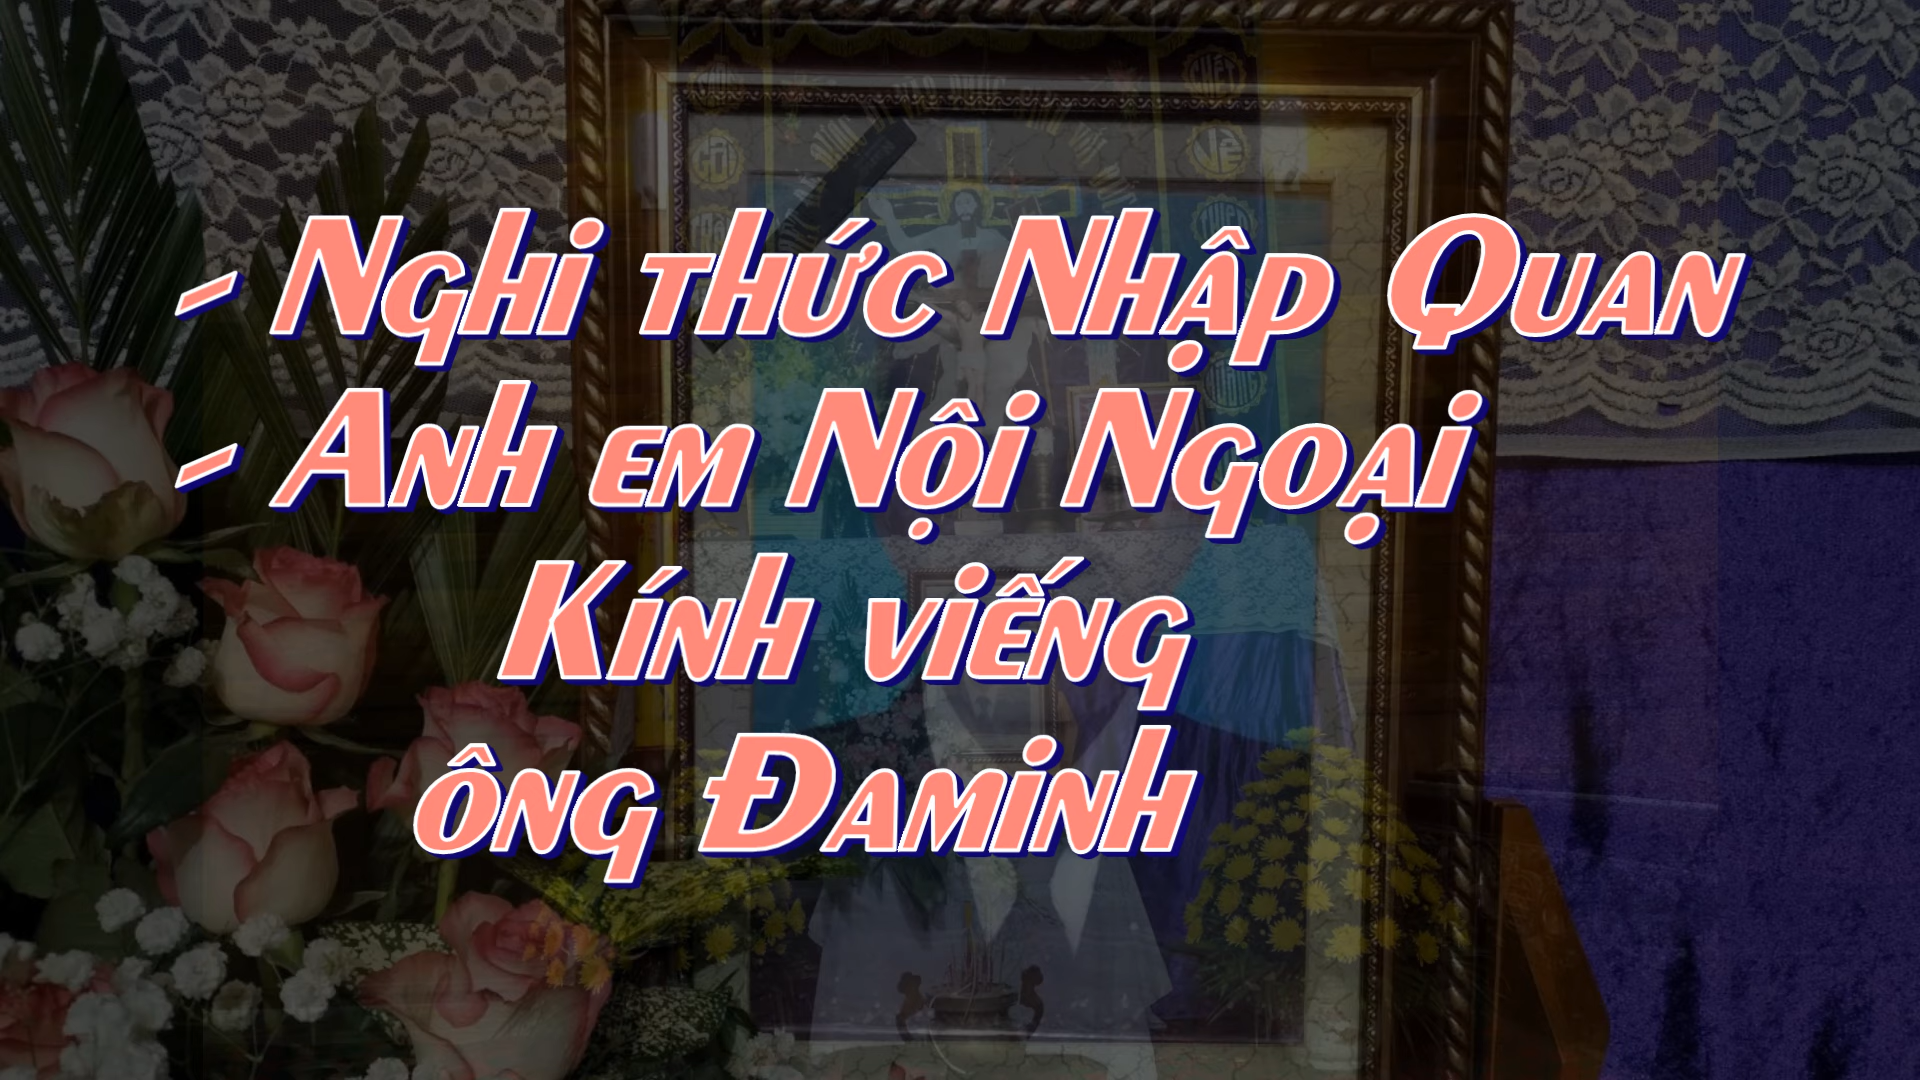 - Nghi thức Nhập Quan
- Anh em Nội Ngoại
Kính viếng
ông Đaminh